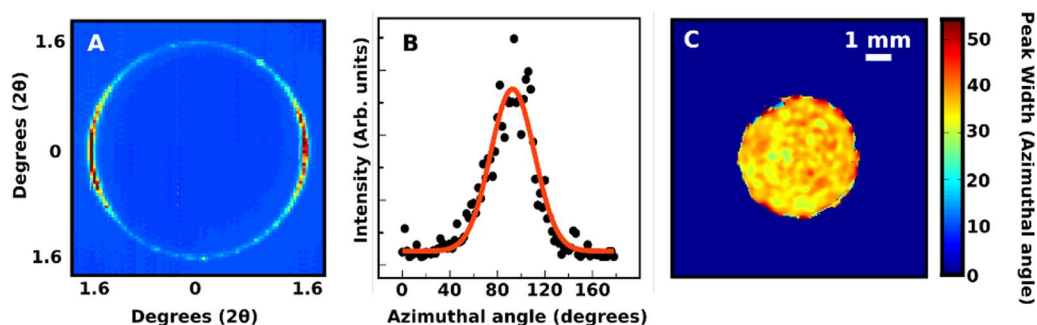 A
Degrees (2θ)
1.6
0
1.6
1.6
0
1.6
Degrees (2θ)
B
Intensity (Arb. units)
0
40
80
120
160
Azimuthal angle (degrees)
C
1 mm
50
40
30
20
10
0
Peak Width (Azimuthal angle)